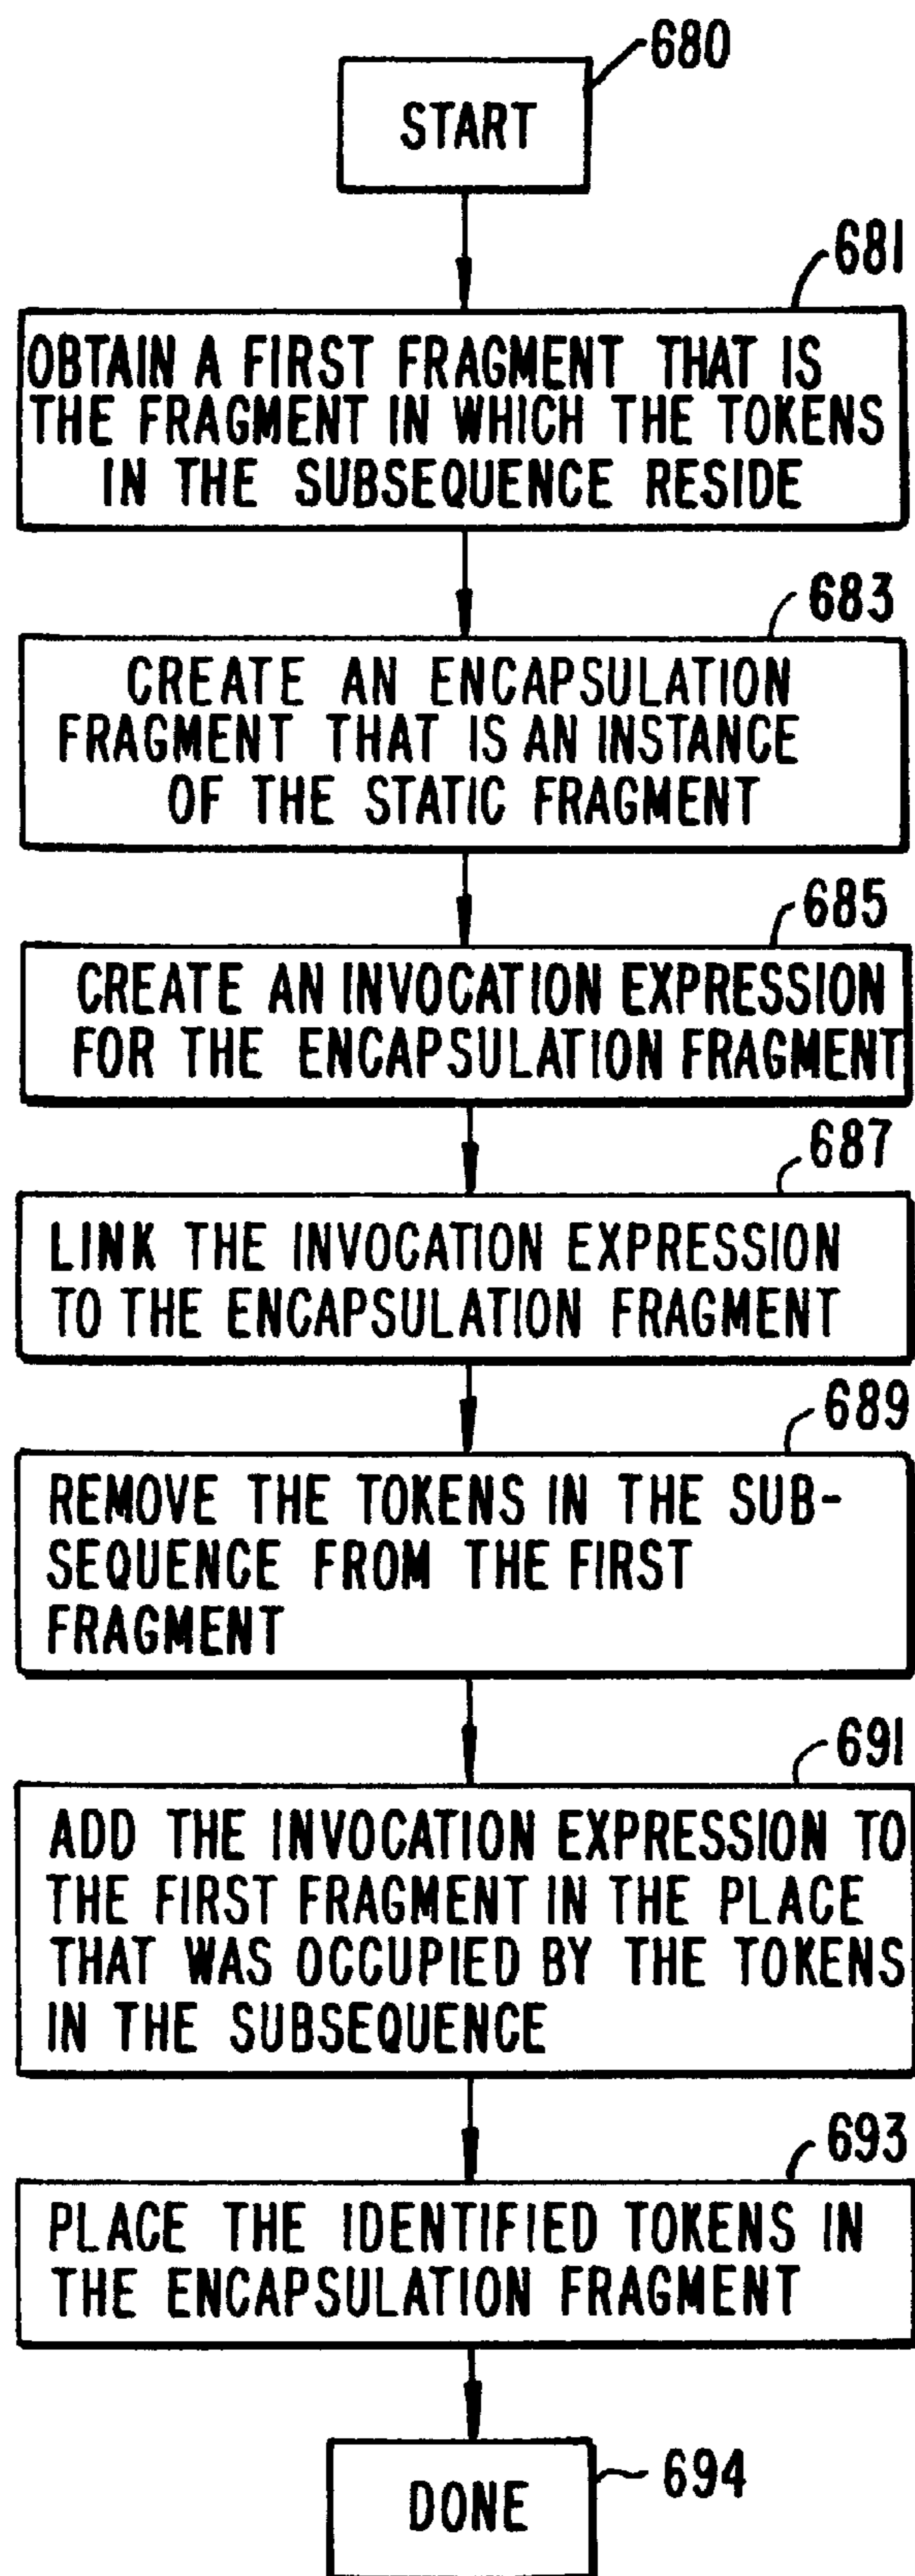 680
START
681
OBTAIN A FIRST FRAGMENT THAT IS
THE FRAGMENT IN WHICH THE TOKENS
IN THE SUBSEQUENCE RESIDE
683
CREATE AN ENCAPSULATION
FRAGMENT THAT IS AN INSTANCE
OF THE STATIC FRAGMENT
685
CREATE AN INVOCATION EXPRESSION
FOR THE ENCAPSULATION FRAGMENT
687
LINK THE INVOCATION EXPRESSION
TO THE ENCAPSULATION FRAGMENT
689
REMOVE THE TOKENS IN THE SUB-
SEQUENCE FROM THE FIRST
FRAGMENT
691
ADD THE INVOCATION EXPRESSION TO
THE FIRST FRAGMENT IN THE PLACE
THAT WAS OCCUPIED BY THE TOKENS
IN THE SUBSEQUENCE
693
PLACE THE IDENTIFIED TOKENS IN
THE ENCAPSULATION FRAGMENT
DONE
694